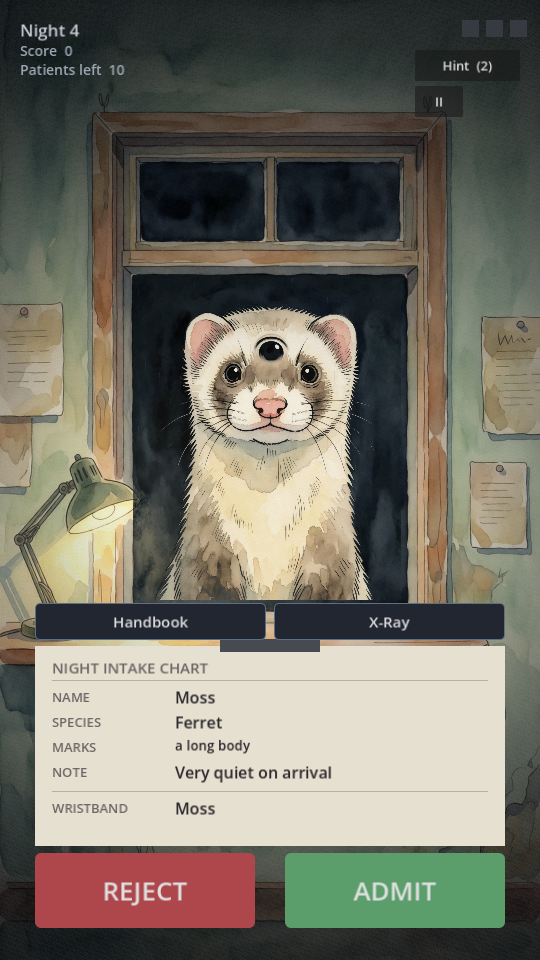 Night 4
Score 0
Patients left 10
Hint (2)
Handbook
X-Ray
NIGHT INTAKE CHART
NAME Moss
SPECIES Ferret
MARKS a long body
NOTE Very quiet on arrival
WRISTBAND Moss
REJECT
ADMIT